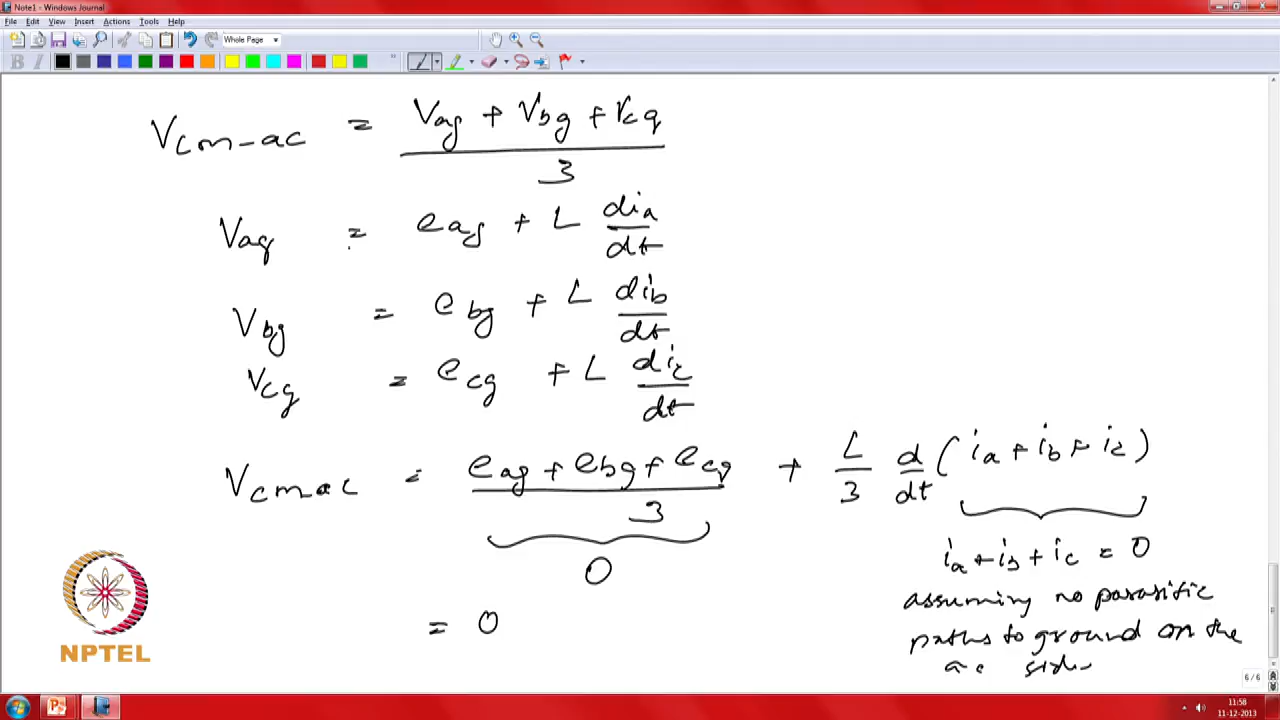 Note1 - Windows Journal
File Edit View Insert Actions Tools Help
Whole Page
B I
Vcm-ac = Vag + Vbg + Vcg
3
Vag = eag + L dia
dt
Vbg = ebg + L dib
dt
Vcg = ecg + L dic
dt
Vcm-ac = eag + ebg + ecg / 3 + L/3 d/dt (ia + ib + ic)
0
ia + ib + ic = 0
assuming no parasitic
= 0
paths to ground on the
ac side
NPTEL
6 / 6
11:58
11-12-2013